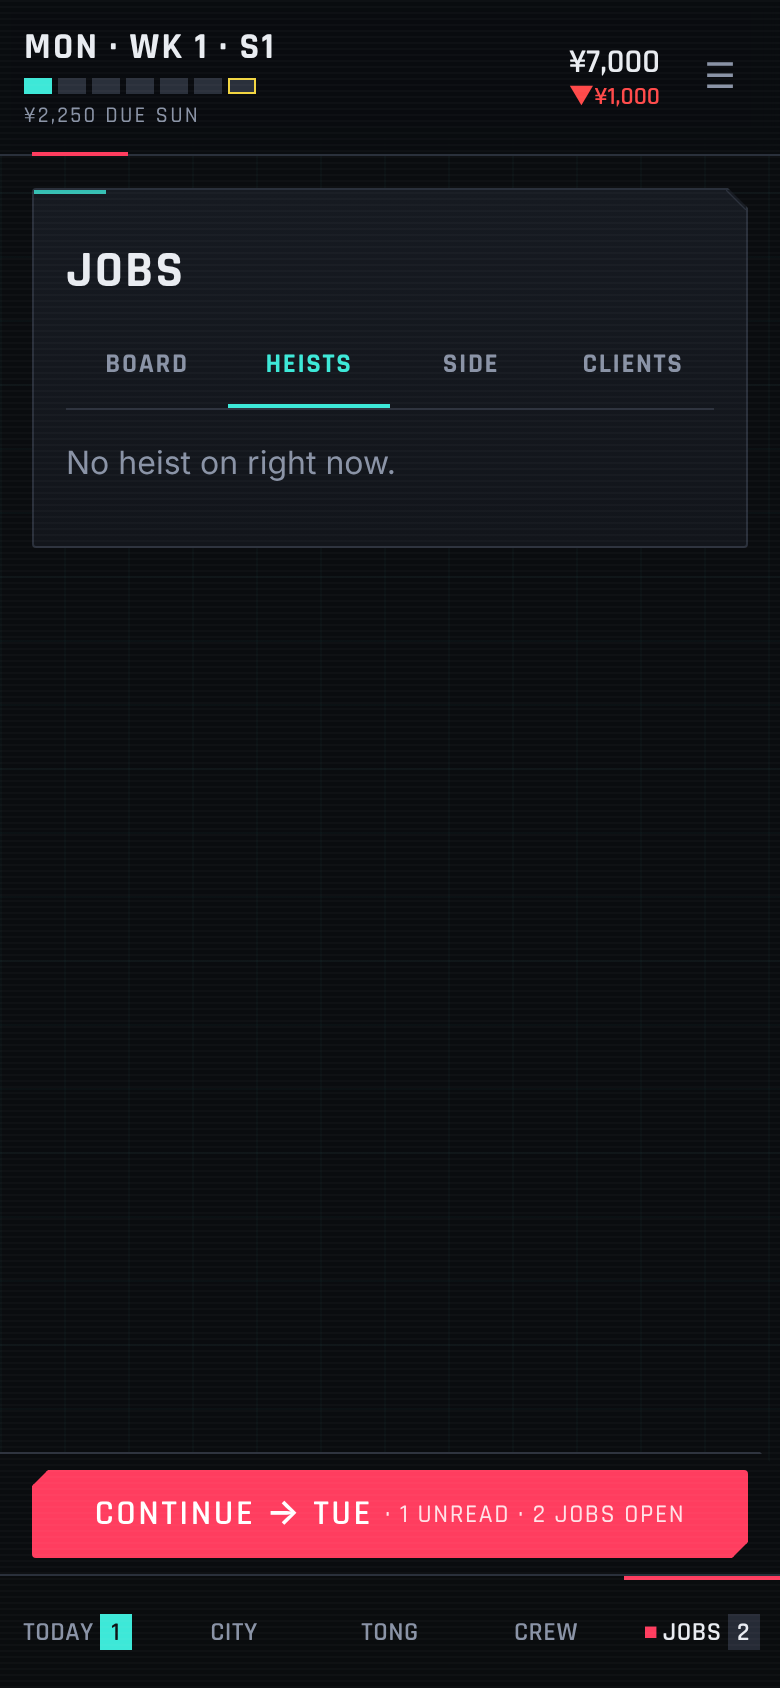 MON · WK 1 · S1
¥2,250 DUE SUN
¥7,000
▼¥1,000
JOBS
BOARD HEISTS SIDE CLIENTS
No heist on right now.
CONTINUE → TUE · 1 UNREAD · 2 JOBS OPEN
TODAY 1 CITY TONG CREW JOBS 2